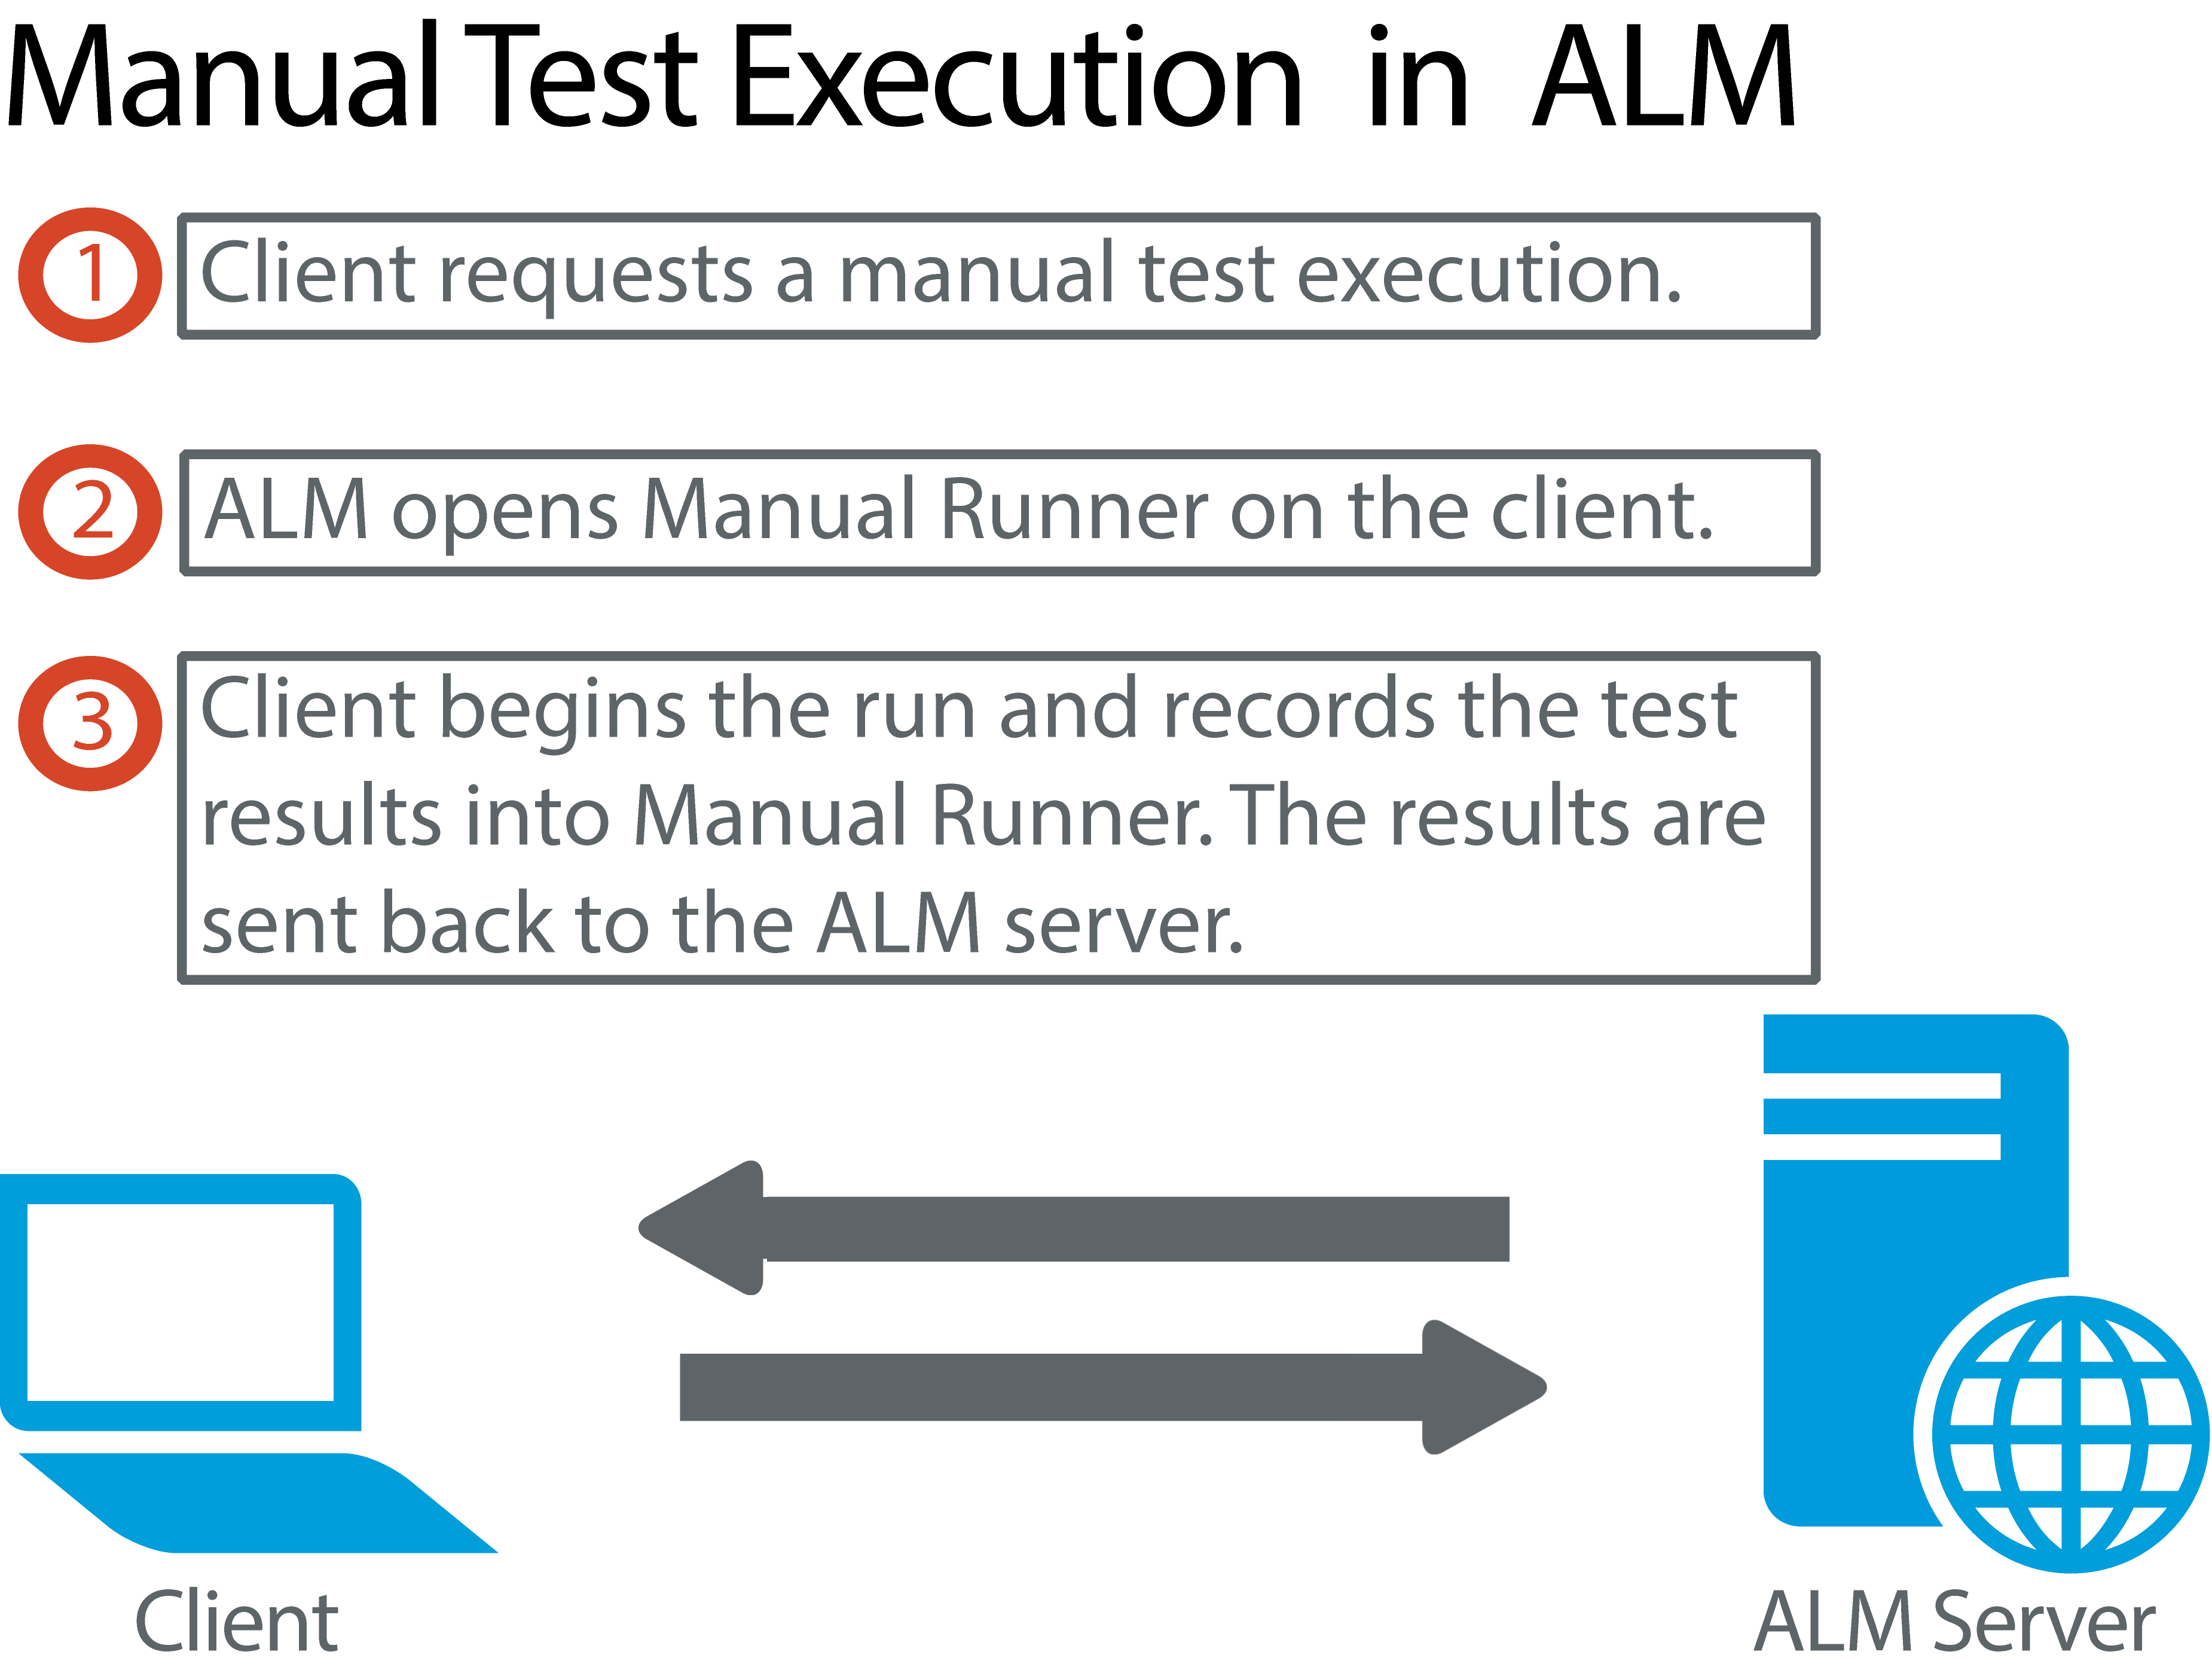 Manual Test Execution in ALM
1
Client requests a manual test execution.
2
ALM opens Manual Runner on the client.
3
Client begins the run and records the test
results into Manual Runner. The results are
sent back to the ALM server.
Client
ALM Server